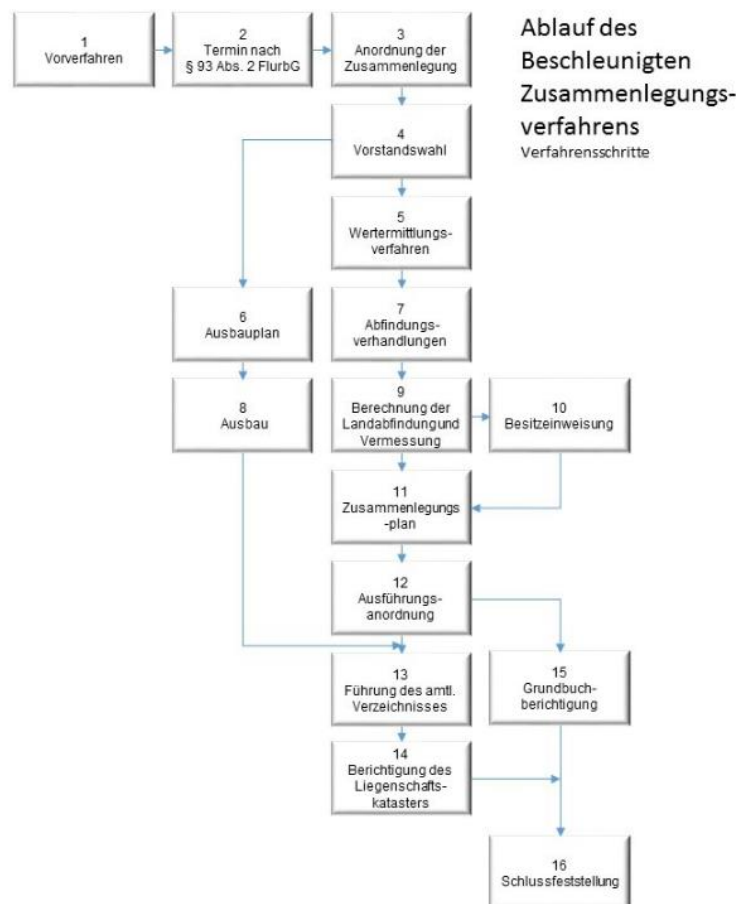 Ablauf des
Beschleunigten
Zusammenlegungs-
verfahrens
Verfahrensschritte
1
Vorverfahren
2
Termin nach
§ 93 Abs. 2 FlurbG
3
Anordnung der
Zusammenlegung
4
Vorstandswahl
5
Wertermittlungs-
verfahren
6
Ausbauplan
7
Abfindungs-
verhandlungen
8
Ausbau
9
Berechnung der
Landabfindung und
Vermessung
10
Besitzeinweisung
11
Zusammenlegungs
-plan
12
Ausführungs-
anordnung
13
Führung des amtl.
Verzeichnisses
14
Berichtigung des
Liegenschafts-
katasters
15
Grundbuch-
berichtigung
16
Schlussfeststellung